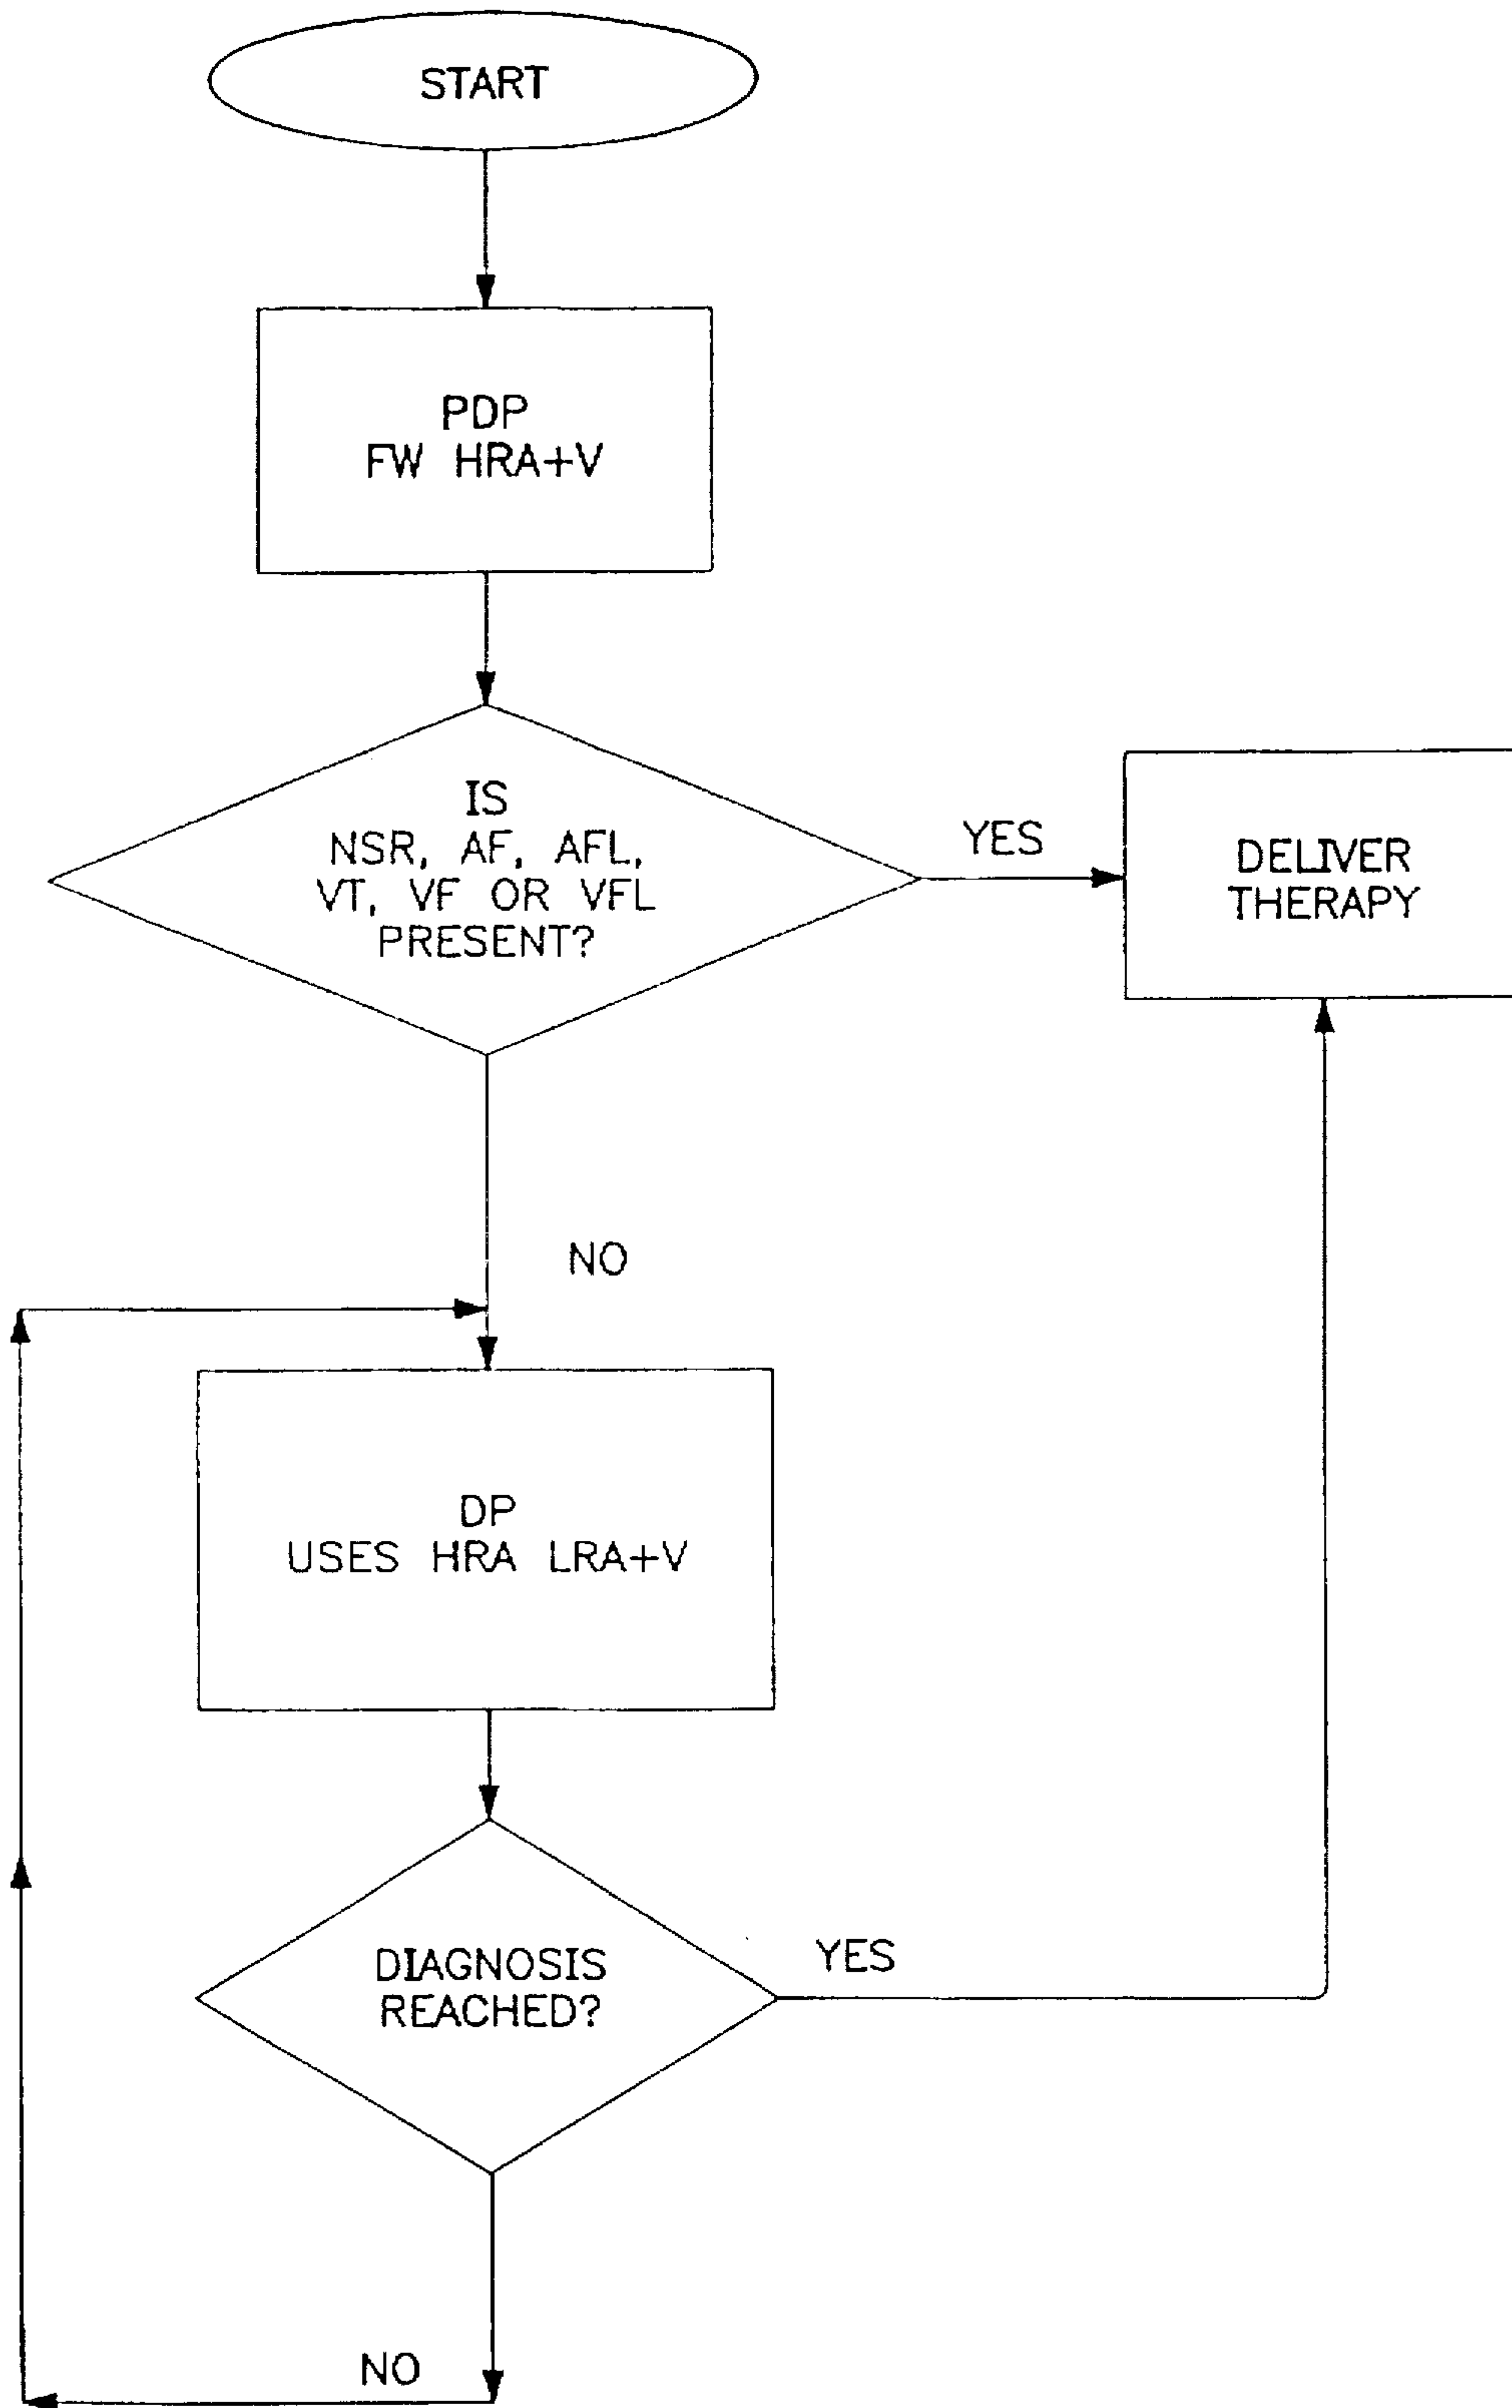 START
PDP
FW HRA+V
IS
NSR, AF, AFL,
VT, VF OR VFL
PRESENT?
YES
DELIVER
THERAPY
NO
DP
USES HRA LRA+V
DIAGNOSIS
REACHED?
YES
NO